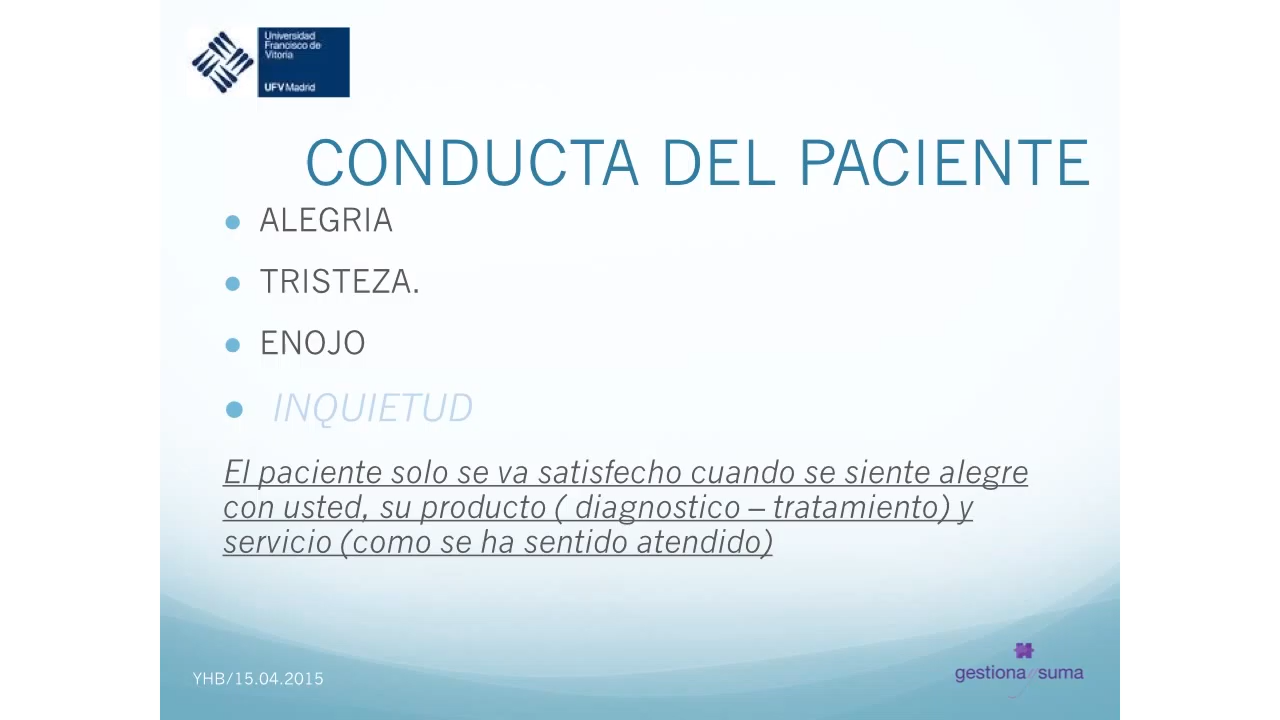 Universidad
Francisco de
Vitoria
UFV Madrid
CONDUCTA DEL PACIENTE
• ALEGRIA
• TRISTEZA.
• ENOJO
• INQUIETUD
El paciente solo se va satisfecho cuando se siente alegre
con usted, su producto ( diagnostico – tratamiento) y
servicio (como se ha sentido atendido)
YHB/15.04.2015
gestiona y suma